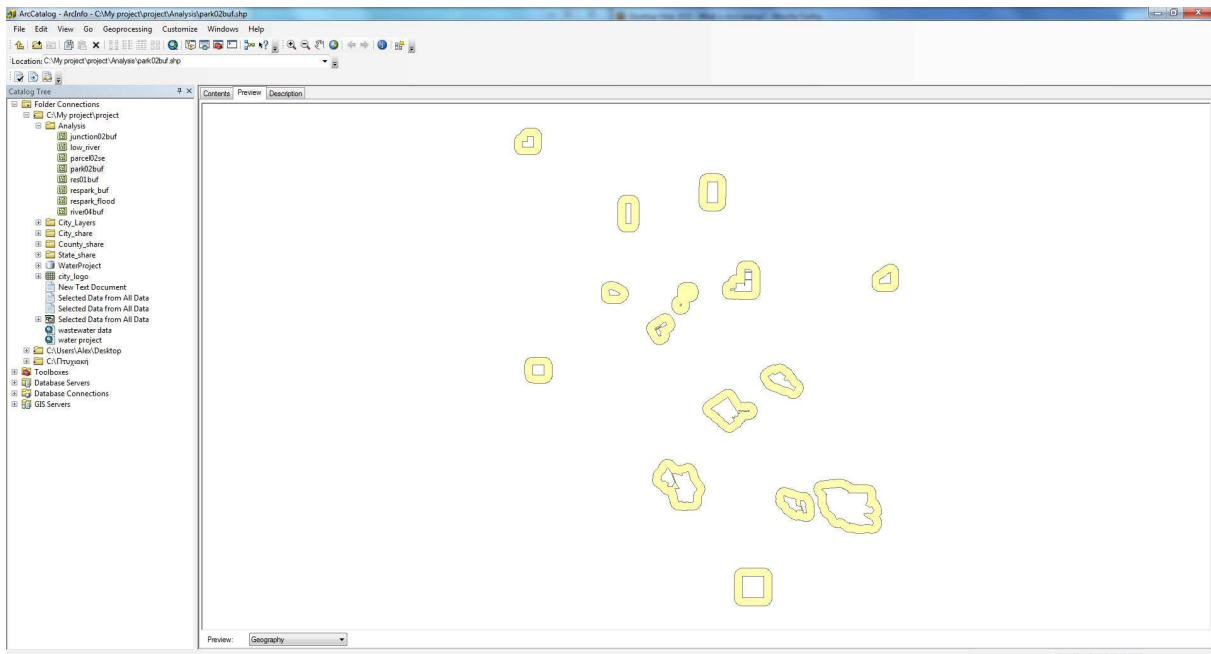 ArcCatalog - ArcInfo - C:\My project\project\Analysis\park02buf.shp
File Edit View Go Geoprocessing Customize Windows Help
Location: C:\My project\project\Analysis\park02buf.shp
Catalog Tree
Contents Preview Description
Folder Connections
C:\My project\project
Analysis
junction02buf
low_river
parcel02se
park02buf
res01buf
respark_buf
respark_flood
river04buf
City_Layers
City_share
County_share
State_share
WaterProject
city_logo
New Text Document
Selected Data from All Data
Selected Data from All Data
Selected Data from All Data
wastewater data
water project
C:\Users\Alex\Desktop
C:\Πτυχιακή
Toolboxes
Database Servers
Database Connections
GIS Servers
Preview: Geography